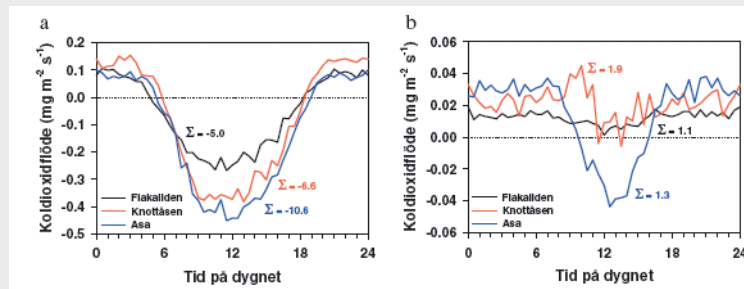 a
Koldioxidflöde (mg m⁻² s⁻¹)
0.2
0.1
0.0
-0.1
-0.2
-0.3
-0.4
-0.5
Σ = -5.0
Σ = -6.6
Σ = -10.6
Flakaliden
Knottåsen
Asa
0 6 12 18 24
Tid på dygnet
b
Koldioxidflöde (mg m⁻² s⁻¹)
0.06
0.04
0.02
0.00
-0.02
-0.04
-0.06
Σ = 1.9
Σ = 1.1
Σ = 1.3
Flakaliden
Knottåsen
Asa
0 6 12 18 24
Tid på dygnet